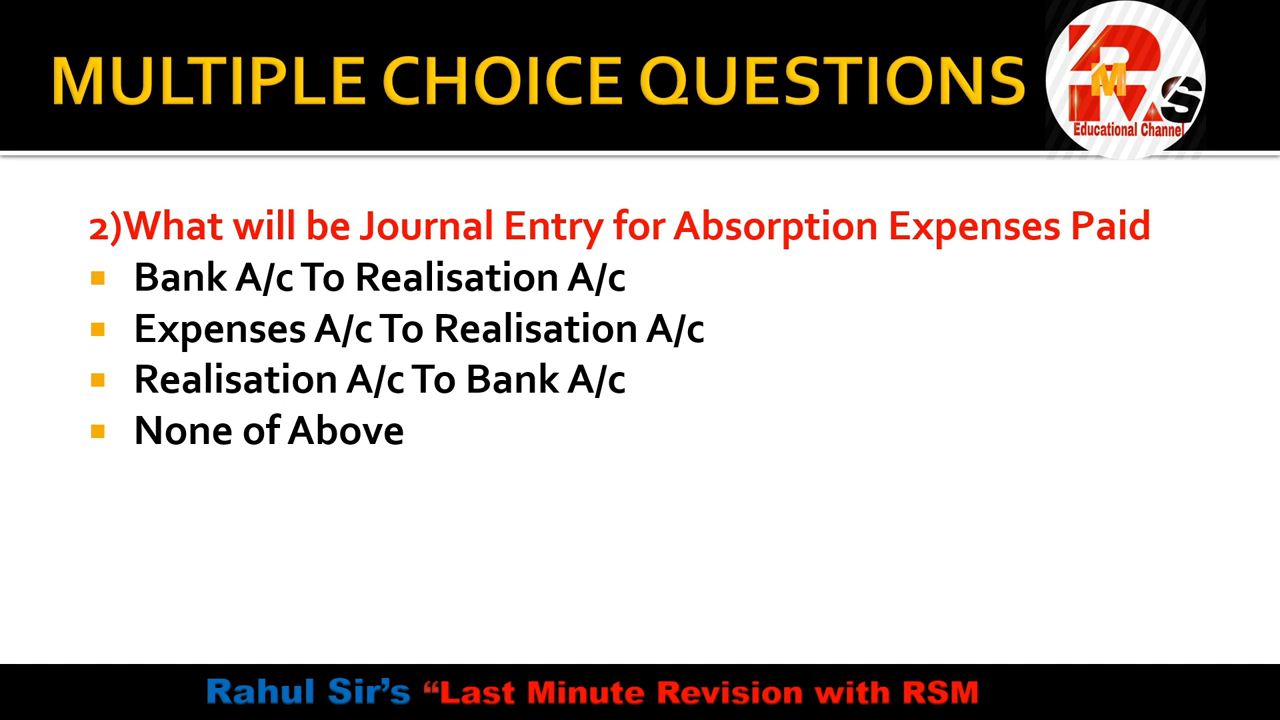 MULTIPLE CHOICE QUESTIONS
RMS
Educational Channel
2)What will be Journal Entry for Absorption Expenses Paid
Bank A/c To Realisation A/c
Expenses A/c To Realisation A/c
Realisation A/c To Bank A/c
None of Above
Rahul Sir's “Last Minute Revision with RSM